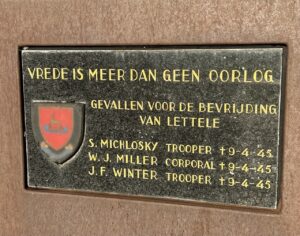 VREDE IS MEER DAN GEEN OORLOG
GEVALLEN VOOR DE BEVRIJDING
VAN LETTELE
S. MICHLOSKY TROOPER †9-4-45
W. J. MILLER CORPORAL †9-4-45
J. F. WINTER TROOPER †9-4-45